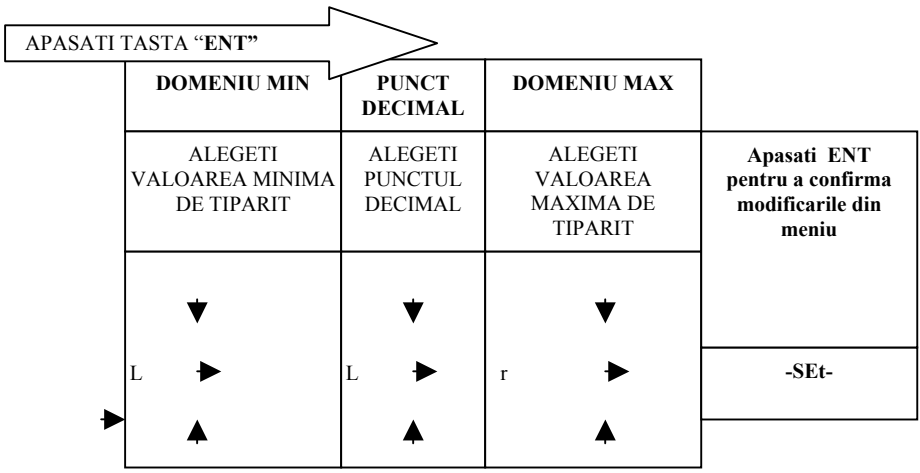 APASATI TASTA “ENT”
DOMENIU MIN
PUNCT
DECIMAL
DOMENIU MAX
ALEGETI
VALOAREA MINIMA
DE TIPARIT
ALEGETI
PUNCTUL
DECIMAL
ALEGETI
VALOAREA
MAXIMA DE
TIPARIT
Apasati ENT
pentru a confirma
modificarile din
meniu
L
L
r
-SEt-